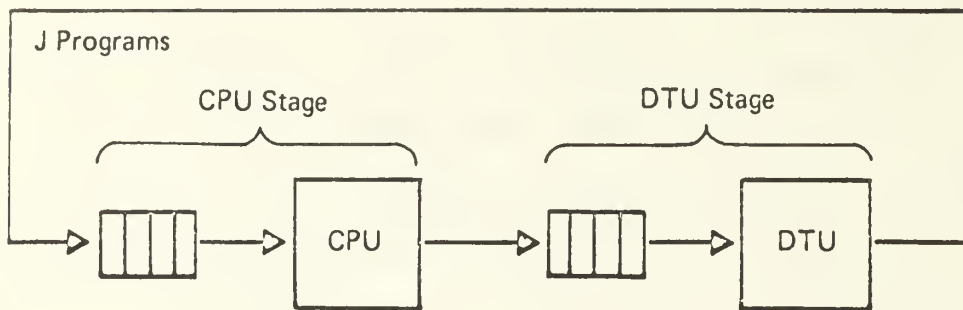 J Programs
CPU Stage
DTU Stage
CPU
DTU